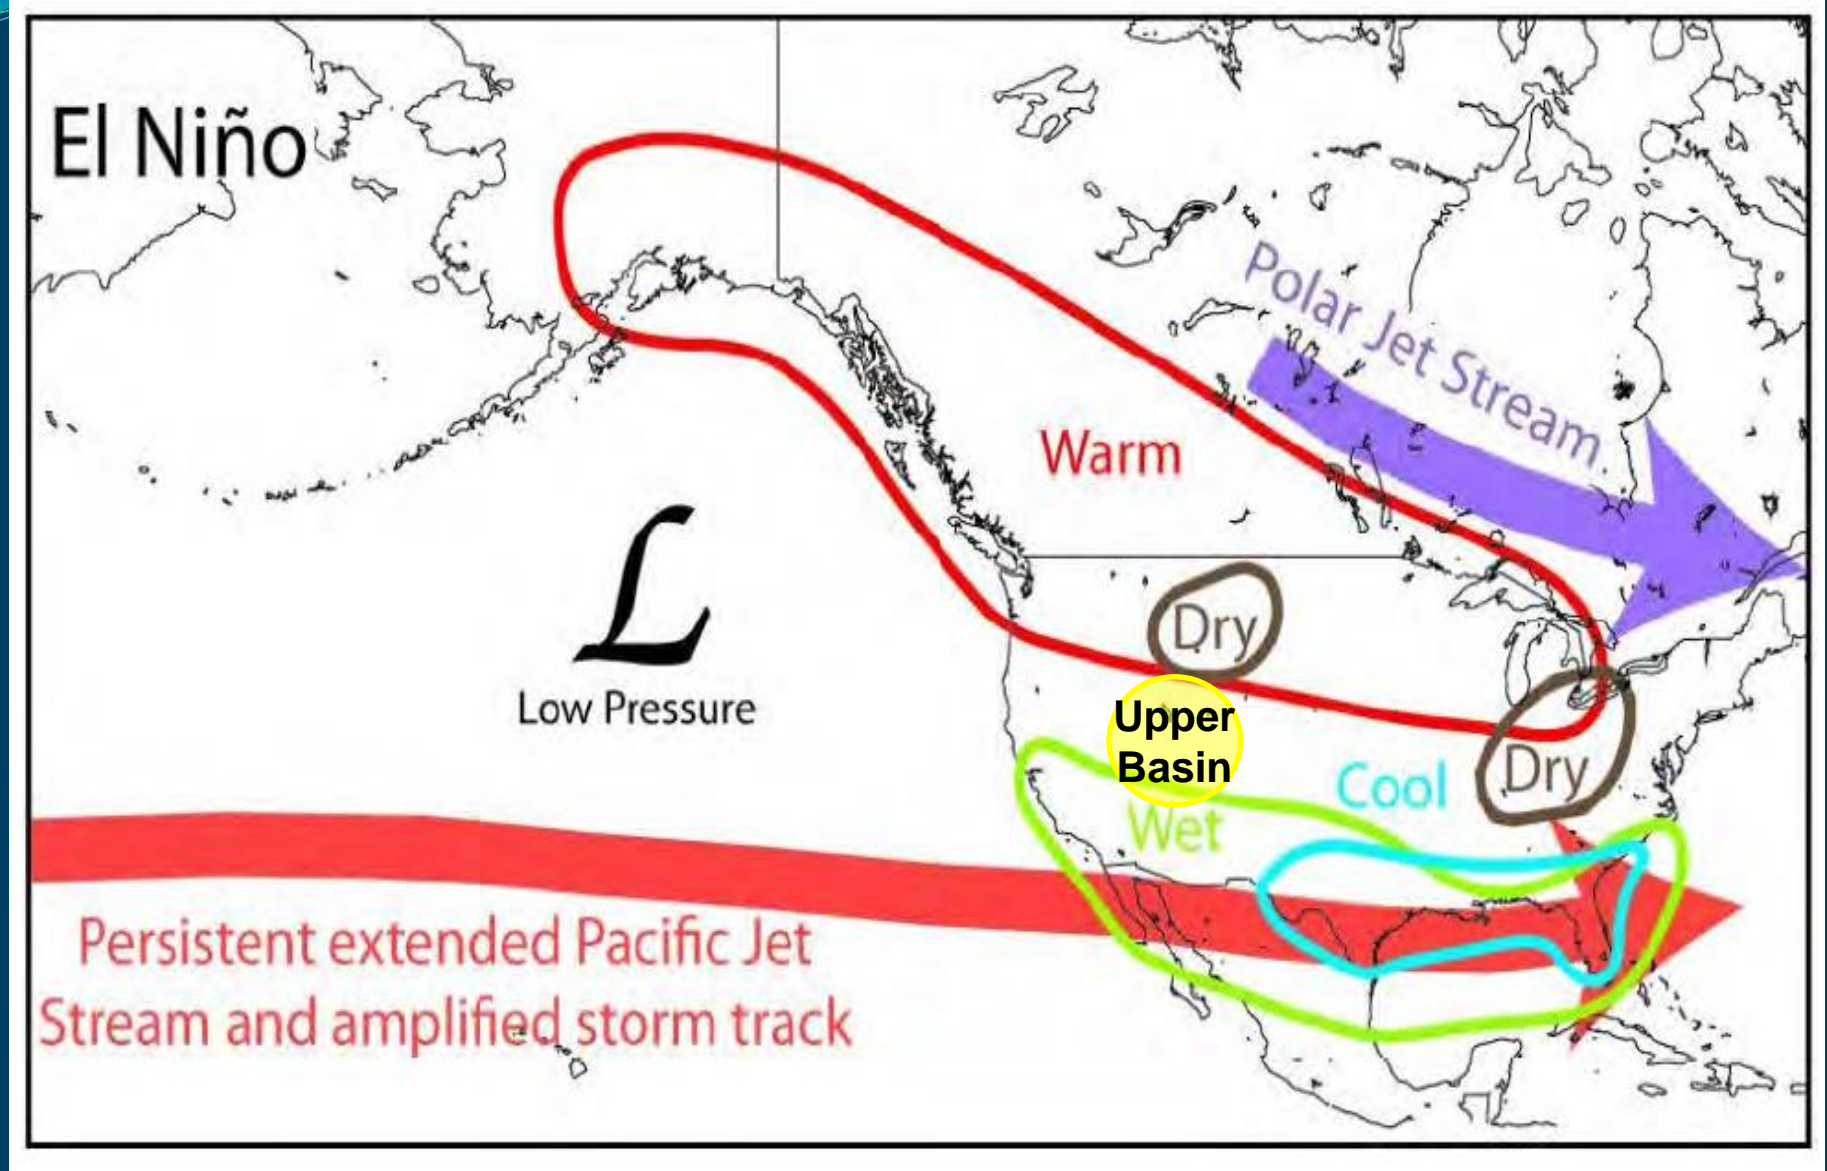 El Niño
Polar Jet Stream
Warm
Dry
L
Low Pressure
Upper
Basin
Cool
Dry
Wet
Persistent extended Pacific Jet
Stream and amplified storm track